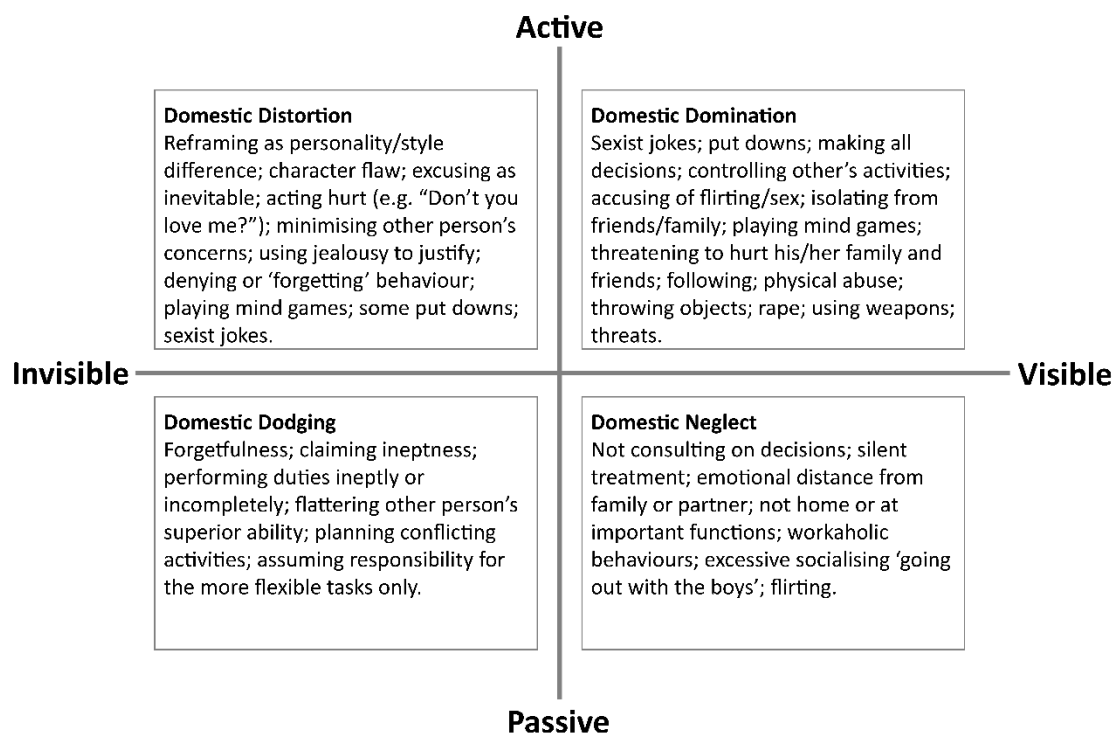 Active
Domestic Distortion
Reframing as personality/style
difference; character flaw; excusing as
inevitable; acting hurt (e.g. “Don’t you
love me?”); minimising other person’s
concerns; using jealousy to justify;
denying or ‘forgetting’ behaviour;
playing mind games; some put downs;
sexist jokes.
Domestic Domination
Sexist jokes; put downs; making all
decisions; controlling other’s activities;
accusing of flirting/sex; isolating from
friends/family; playing mind games;
threatening to hurt his/her family and
friends; following; physical abuse;
throwing objects; rape; using weapons;
threats.
Invisible
Visible
Domestic Dodging
Forgetfulness; claiming ineptness;
performing duties ineptly or
incompletely; flattering other person’s
superior ability; planning conflicting
activities; assuming responsibility for
the more flexible tasks only.
Domestic Neglect
Not consulting on decisions; silent
treatment; emotional distance from
family or partner; not home or at
important functions; workaholic
behaviours; excessive socialising ‘going
out with the boys’; flirting.
Passive